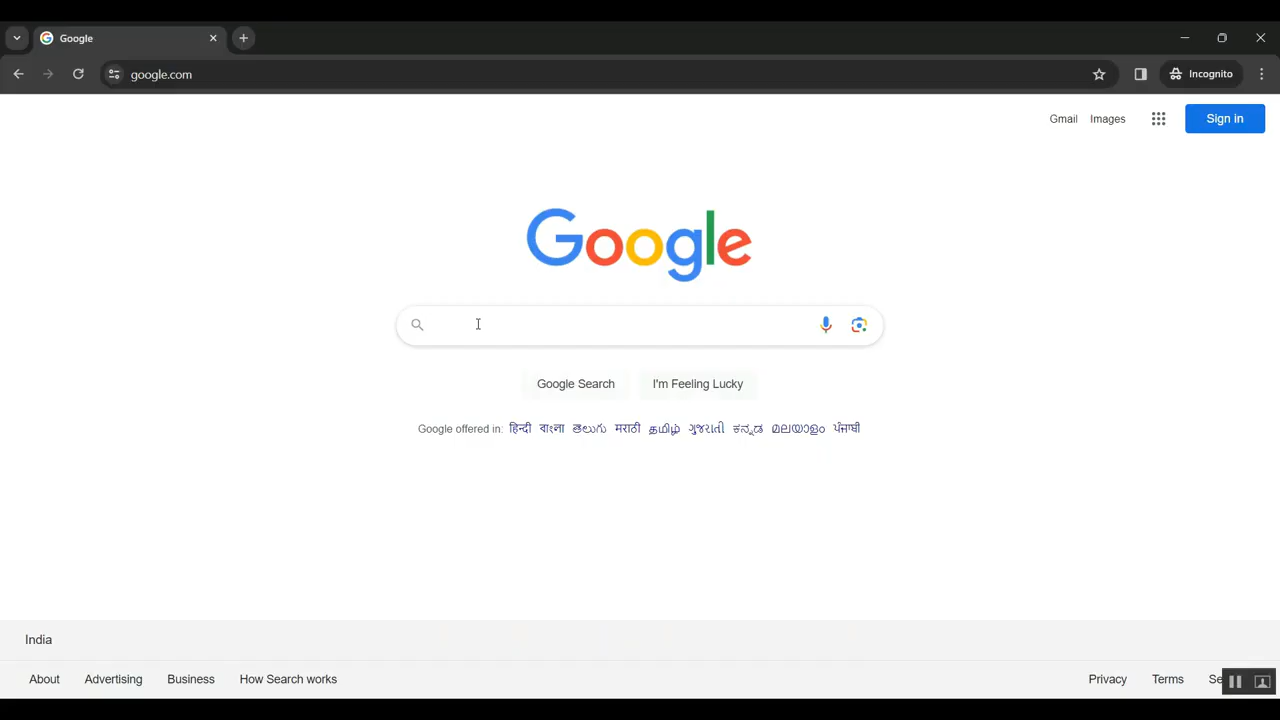 Google
google.com
Incognito
Gmail Images Sign in
Google
Google Search I'm Feeling Lucky
Google offered in: हिन्दी বাংলা తెలుగు मराठी தமிழ் ગુજરાતી ಕನ್ನಡ മലയാളം ਪੰਜਾਬੀ
India
About Advertising Business How Search works Privacy Terms Se